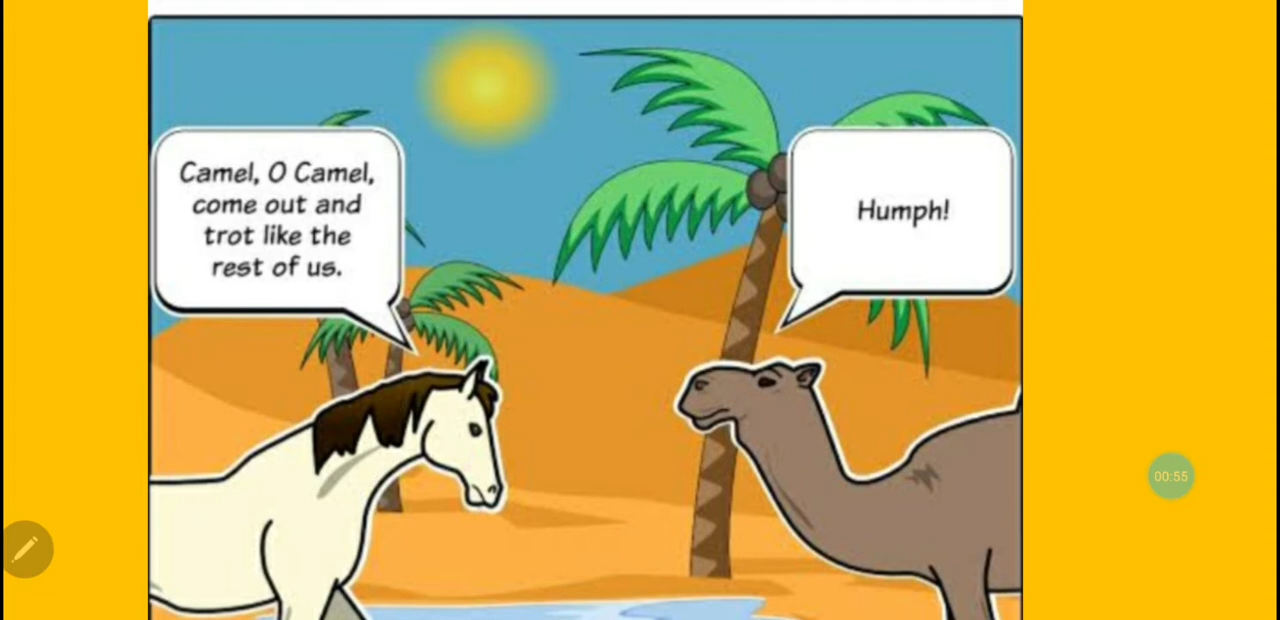 Camel, O Camel,
come out and
trot like the
rest of us.
Humph!
00:55